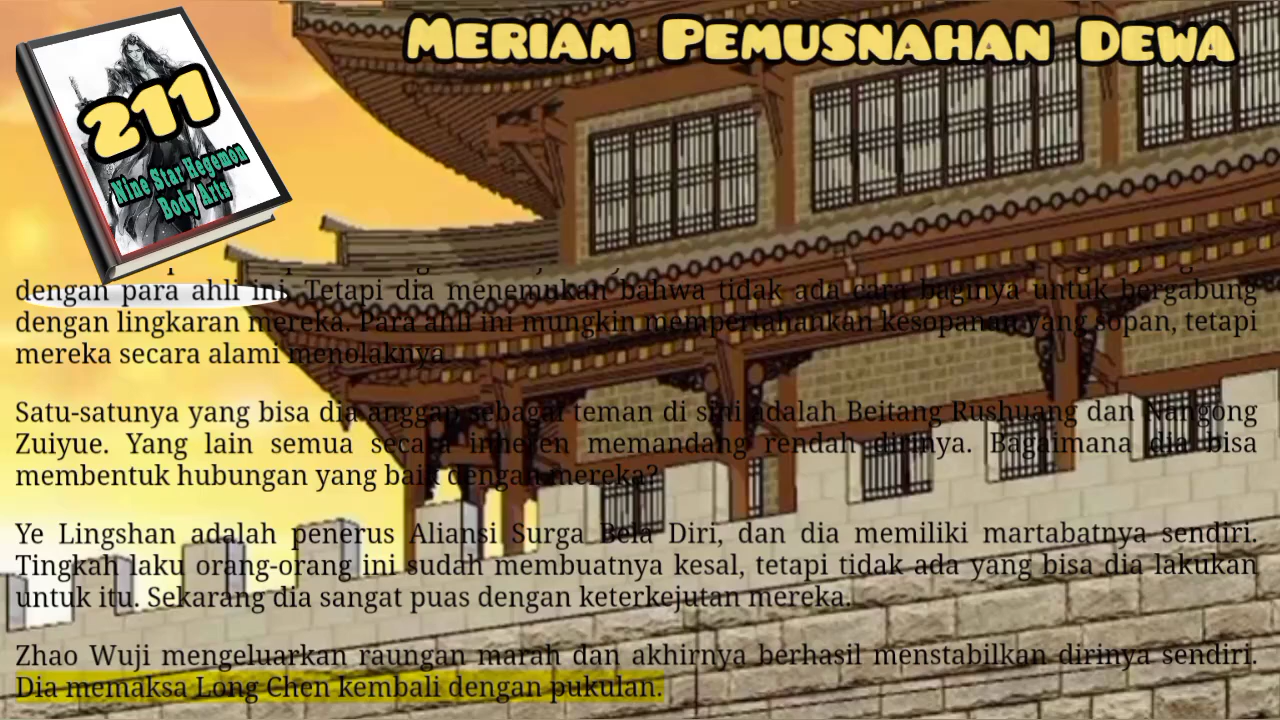 MERIAM PEMUSNAHAN DEWA
211
Nine Star Hegemon
Body Arts
dengan para ahli ini. Tetapi dia menemukan bahwa tidak ada cara baginya untuk bergabung
dengan lingkaran mereka. Para ahli ini mungkin mempertahankan kesopanan yang sopan, tetapi
mereka secara alami menolaknya.
Satu-satunya yang bisa dia anggap sebagai teman di sini adalah Beitang Rushuang dan Nangong
Zuiyue. Yang lain semua secara inheren memandang rendah dirinya. Bagaimana dia bisa
membentuk hubungan yang baik dengan mereka?
Ye Lingshan adalah penerus Aliansi Surga Bela Diri, dan dia memiliki martabatnya sendiri.
Tingkah laku orang-orang ini sudah membuatnya kesal, tetapi tidak ada yang bisa dia lakukan
untuk itu. Sekarang dia sangat puas dengan keterkejutan mereka.
Zhao Wuji mengeluarkan raungan marah dan akhirnya berhasil menstabilkan dirinya sendiri.
Dia memaksa Long Chen kembali dengan pukulan.